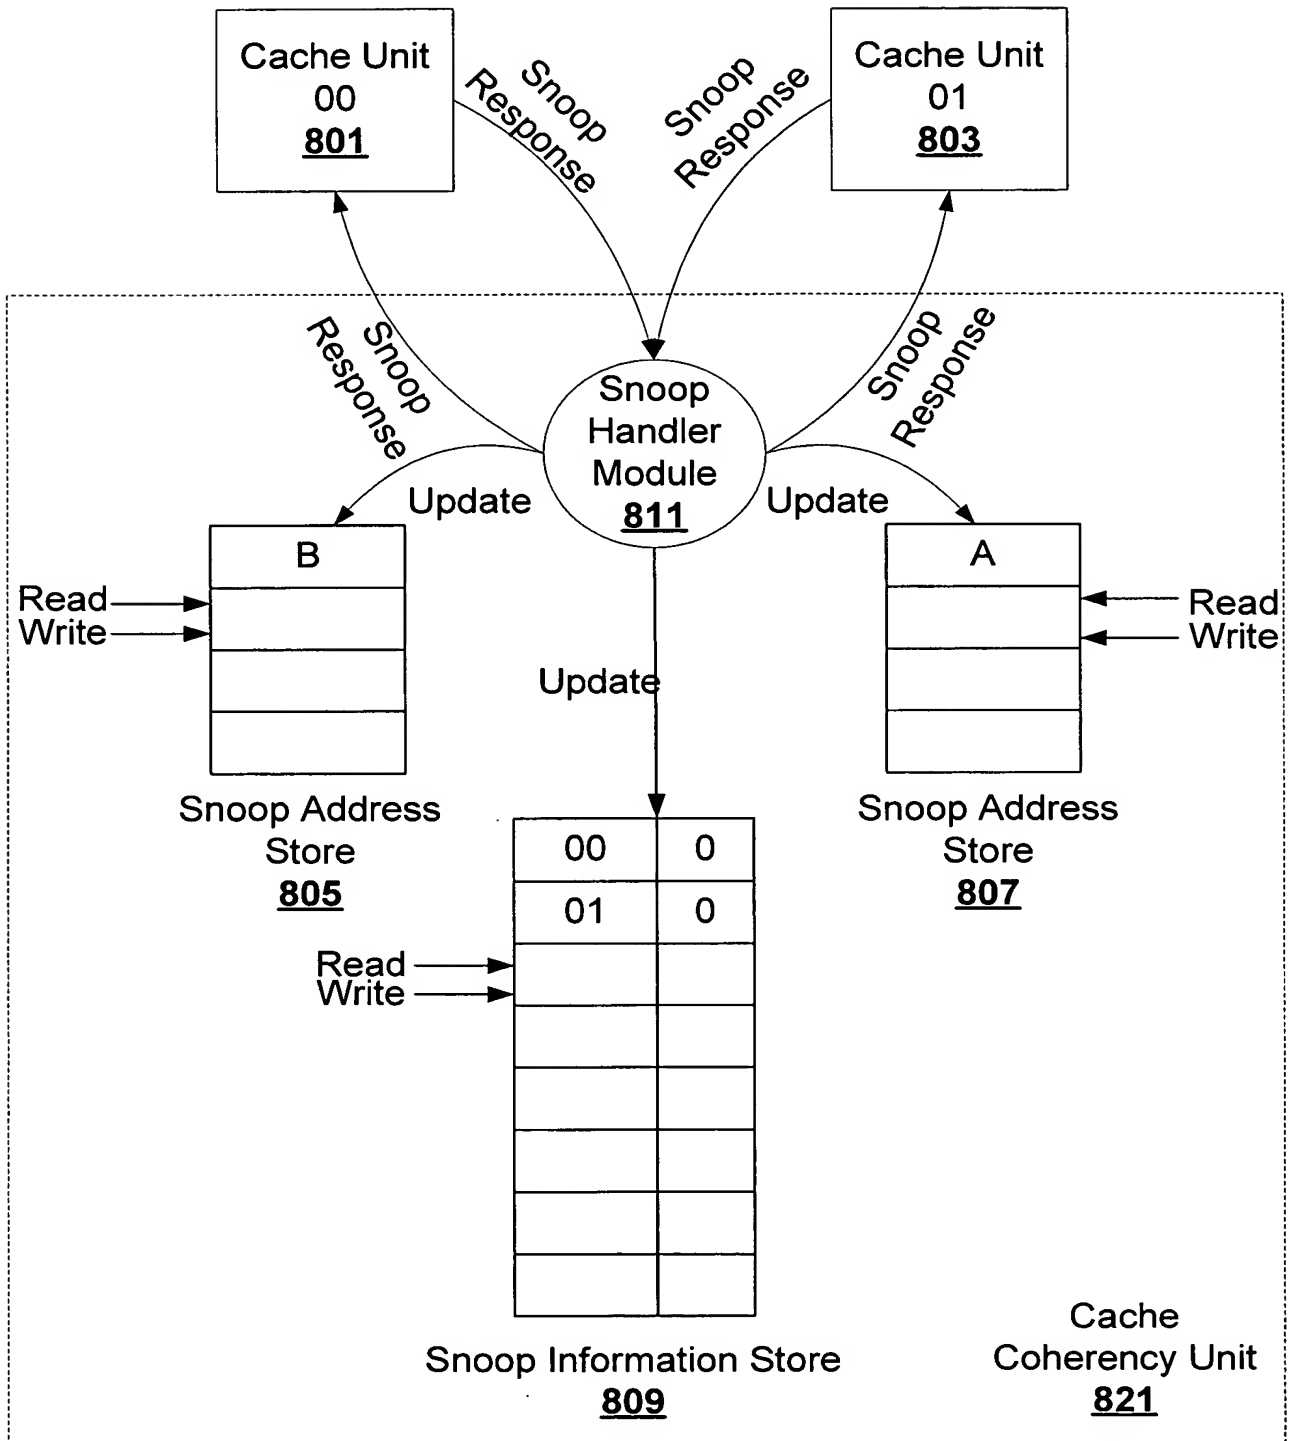 Cache Unit
00
801
Cache Unit
01
803
Snoop
Response
Snoop
Response
Snoop
Response
Snoop
Response
Snoop
Handler
Module
811
Update
Update
B
A
Read
Write
Read
Write
Update
Snoop Address
Store
805
Snoop Address
Store
807
00 0
01 0
Read
Write
Snoop Information Store
809
Cache
Coherency Unit
821